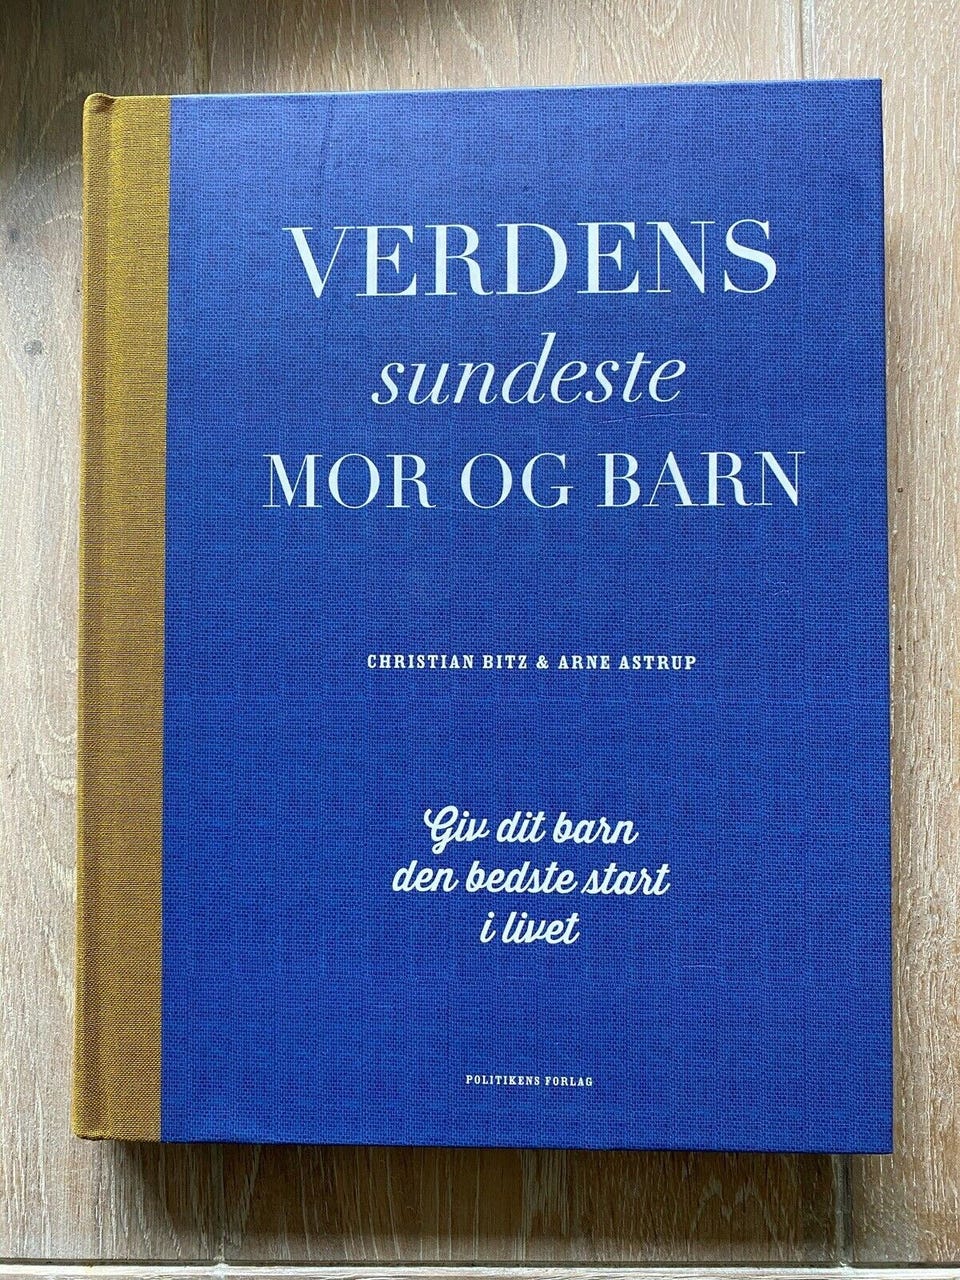 VERDENS
sundeste
MOR OG BARN
CHRISTIAN BITZ & ARNE ASTRUP
Giv dit barn
den bedste start
i livet
POLITIKENS FORLAG